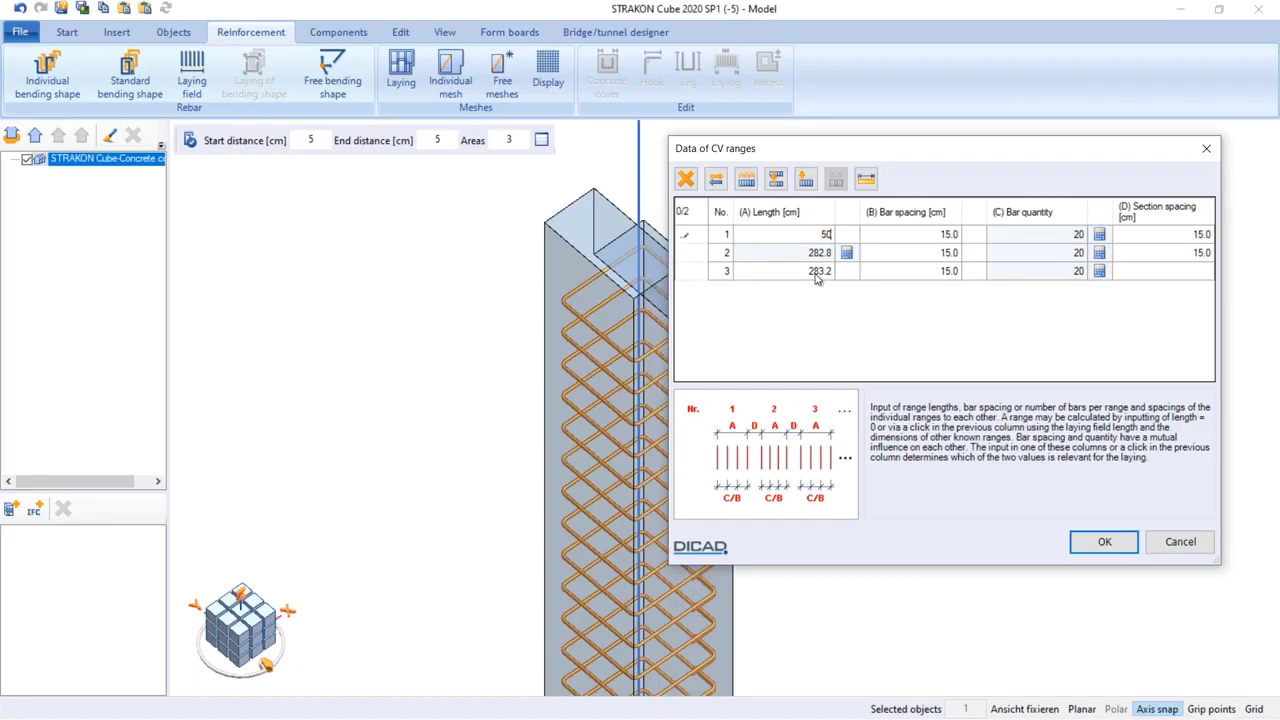 STRAKON Cube 2020 SP1 (-5) - Model
File Start Insert Objects Reinforcement Components Edit View Form boards Bridge/tunnel designer
Individual bending shape
Standard bending shape
Laying field
Laying of bending shape
Free bending shape
Laying
Individual mesh
Free meshes
Display
Concrete cover
Hook
Leg
Laying
Recess
Rebar Meshes Edit
Start distance [cm] 5 End distance [cm] 5 Areas 3
STRAKON Cube-Concrete co
IFC
Data of CV ranges
0/2 No. (A) Length [cm] (B) Bar spacing [cm] (C) Bar quantity (D) Section spacing [cm]
1 50 15.0 20 15.0
2 282.8 15.0 20 15.0
3 283.2 15.0 20
Nr. 1 2 3 ...
A D A D A
C/B C/B C/B
Input of range lengths, bar spacing or number of bars per range and spacings of the
individual ranges to each other. A range may be calculated by inputting of length =
0 or via a click in the previous column using the laying field length and the
dimensions of other known ranges. Bar spacing and quantity have a mutual
influence on each other. The input in one of these columns or a click in the previous
column determines which of the two values is relevant for the laying.
DICAD
OK Cancel
Selected objects 1 Ansicht fixieren Planar Polar Axis snap Grip points Grid